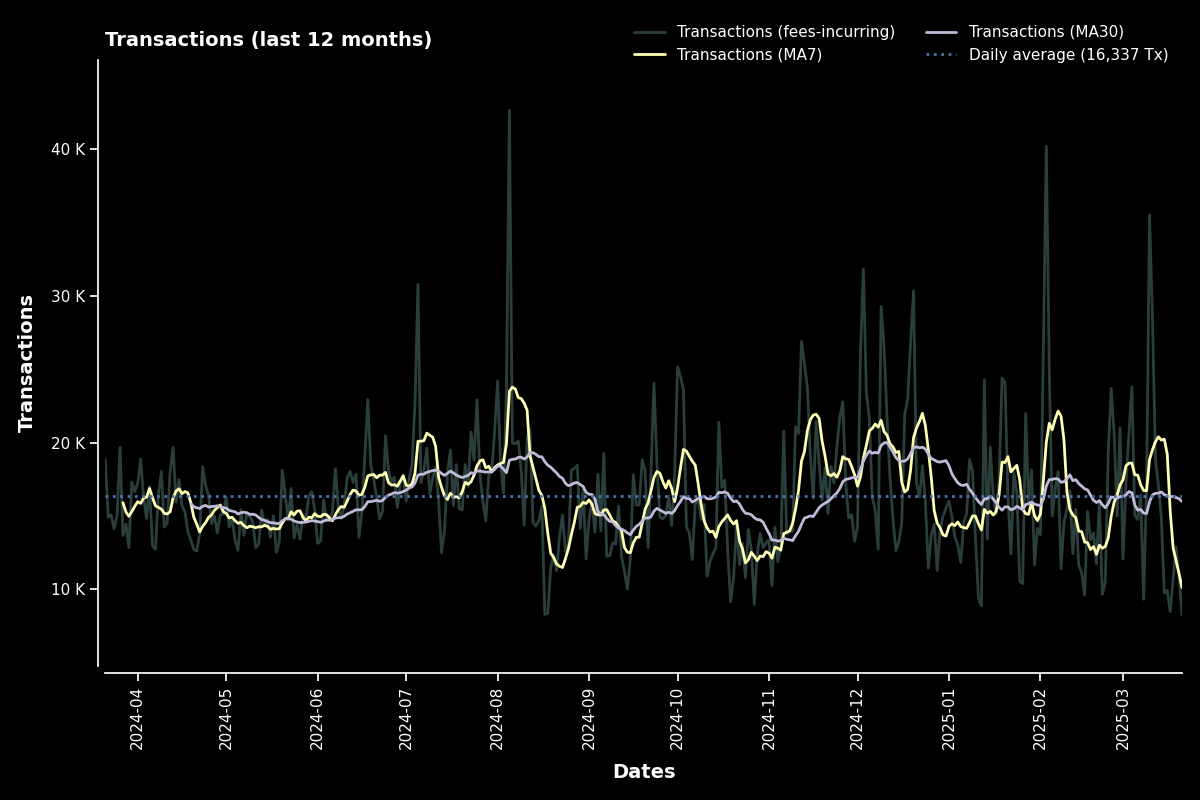 Transactions (last 12 months)
Transactions (fees-incurring)
Transactions (MA7)
Transactions (MA30)
Daily average (16,337 Tx)
Transactions
40 K
30 K
20 K
10 K
2024-04
2024-05
2024-06
2024-07
2024-08
2024-09
2024-10
2024-11
2024-12
2025-01
2025-02
2025-03
Dates